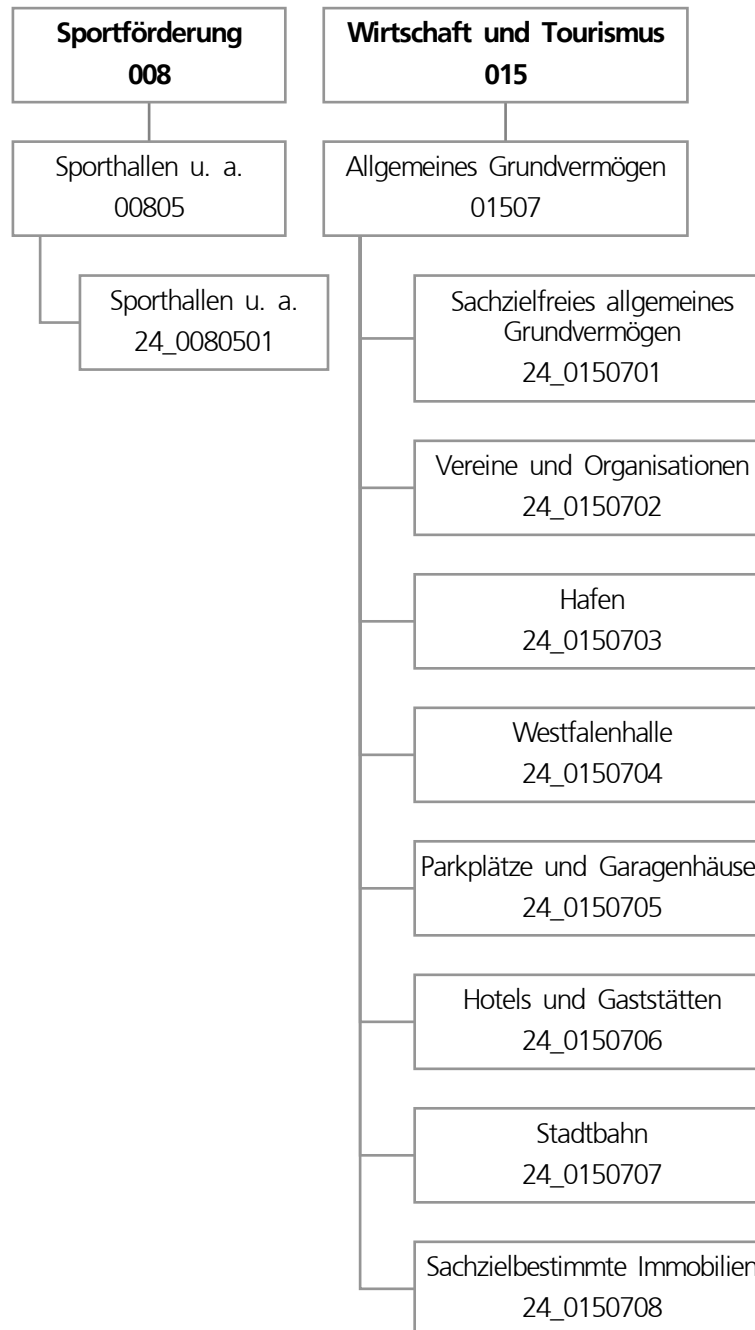 Sportförderung
008
Sporthallen u. a.
00805
Sporthallen u. a.
24_0080501
Wirtschaft und Tourismus
015
Allgemeines Grundvermögen
01507
Sachzielfreies allgemeines
Grundvermögen
24_0150701
Vereine und Organisationen
24_0150702
Hafen
24_0150703
Westfalenhalle
24_0150704
Parkplätze und Garagenhäuse
24_0150705
Hotels und Gaststätten
24_0150706
Stadtbahn
24_0150707
Sachzielbestimmte Immobilien
24_0150708